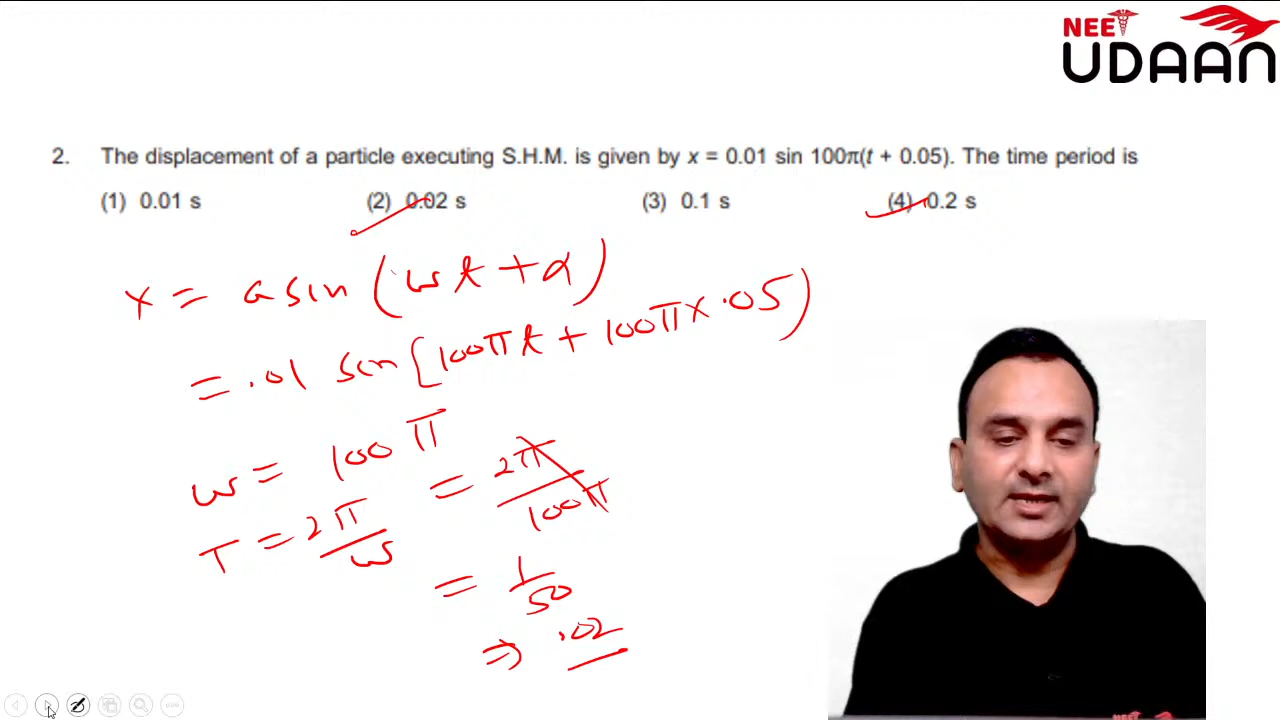 NEET
UDAAN
2. The displacement of a particle executing S.H.M. is given by x = 0.01 sin 100π(t + 0.05). The time period is
(1) 0.01 s (2) 0.02 s (3) 0.1 s (4) 0.2 s
x = a sin (ωt + α)
= .01 sin [100πt + 100π x .05)
ω = 100 π
T = 2π/ω = 2π/100π
= 1/50
⇒ .02
NEET